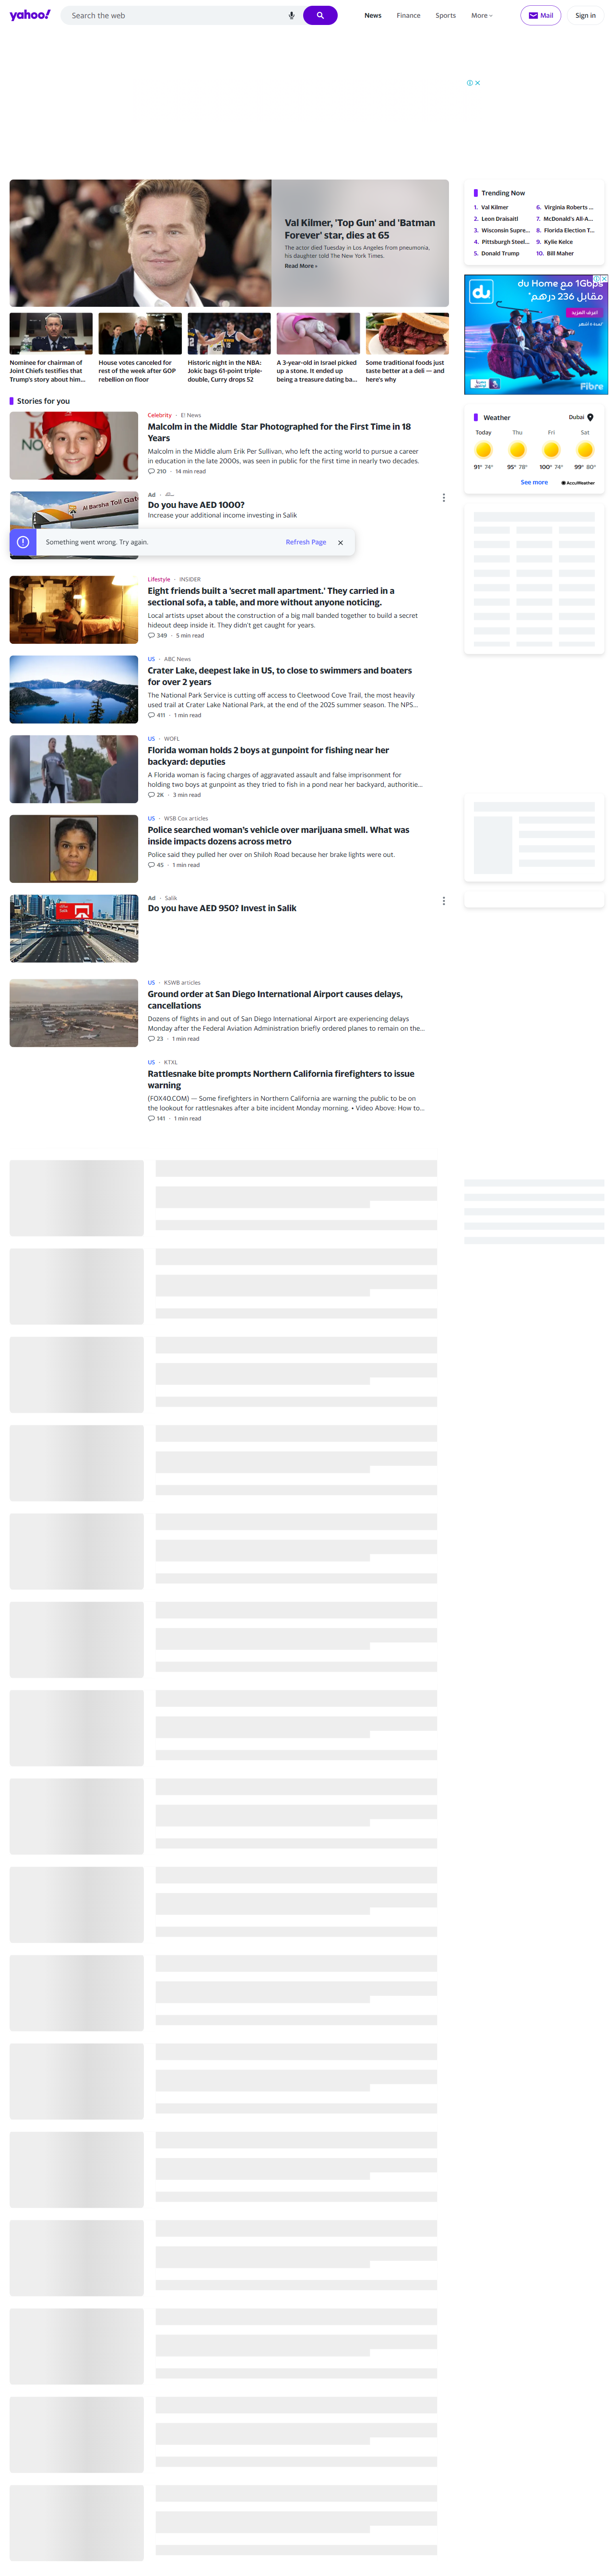 yahoo!
Search the web
News
Finance
Sports
More
Mail
Sign in
Val Kilmer, 'Top Gun' and 'Batman
Forever' star, dies at 65
The actor died Tuesday in Los Angeles from pneumonia,
his daughter told The New York Times.
Read More »
Nominee for chairman of
Joint Chiefs testifies that
Trump's story about him...
House votes canceled for
rest of the week after GOP
rebellion on floor
Historic night in the NBA:
Jokic bags 61-point triple-
double, Curry drops 52
A 3-year-old in Israel picked
up a stone. It ended up
being a treasure dating ba...
Some traditional foods just
taste better at a deli — and
here's why
Stories for you
Celebrity · E! News
Malcolm in the Middle Star Photographed for the First Time in 18
Years
Malcolm in the Middle alum Erik Per Sullivan, who left the acting world to pursue a career
in education in the late 2000s, was seen in public for the first time in nearly two decades.
210 · 14 min read
Al Barsha Toll Gate
Ad
Do you have AED 1000?
Increase your additional income investing in Salik
Something went wrong. Try again.
Refresh Page
Lifestyle · INSIDER
Eight friends built a 'secret mall apartment.' They carried in a
sectional sofa, a table, and more without anyone noticing.
Local artists upset about the construction of a big mall banded together to build a secret
hideout deep inside it. They didn't get caught for years.
349 · 5 min read
US · ABC News
Crater Lake, deepest lake in US, to close to swimmers and boaters
for over 2 years
The National Park Service is cutting off access to Cleetwood Cove Trail, the most heavily
used trail at Crater Lake National Park, at the end of the 2025 summer season. The NPS...
411 · 1 min read
US · WOFL
Florida woman holds 2 boys at gunpoint for fishing near her
backyard: deputies
A Florida woman is facing charges of aggravated assault and false imprisonment for
holding two boys at gunpoint as they tried to fish in a pond near her backyard, authoritie...
2K · 3 min read
US · WSB Cox articles
Police searched woman's vehicle over marijuana smell. What was
inside impacts dozens across metro
Police said they pulled her over on Shiloh Road because her brake lights were out.
45 · 1 min read
Ad · Salik
Do you have AED 950? Invest in Salik
US · KSWB articles
Ground order at San Diego International Airport causes delays,
cancellations
Dozens of flights in and out of San Diego International Airport are experiencing delays
Monday after the Federal Aviation Administration briefly ordered planes to remain on the...
23 · 1 min read
US · KTXL
Rattlesnake bite prompts Northern California firefighters to issue
warning
(FOX40.COM) — Some firefighters in Northern California are warning the public to be on
the lookout for rattlesnakes after a bite incident Monday morning. • Video Above: How to...
141 · 1 min read
Trending Now
1. Val Kilmer
2. Leon Draisaitl
3. Wisconsin Supre...
4. Pittsburgh Steel...
5. Donald Trump
6. Virginia Roberts ...
7. McDonald's All-A...
8. Florida Election T...
9. Kylie Kelce
10. Bill Maher
du
du Home مع 1Gbps
مقابل 236 درهم*
اعرف المزيد
Fibre
Weather
Dubai
Today
Thu
Fri
Sat
91° 74°
95° 78°
100° 74°
99° 80°
See more
AccuWeather